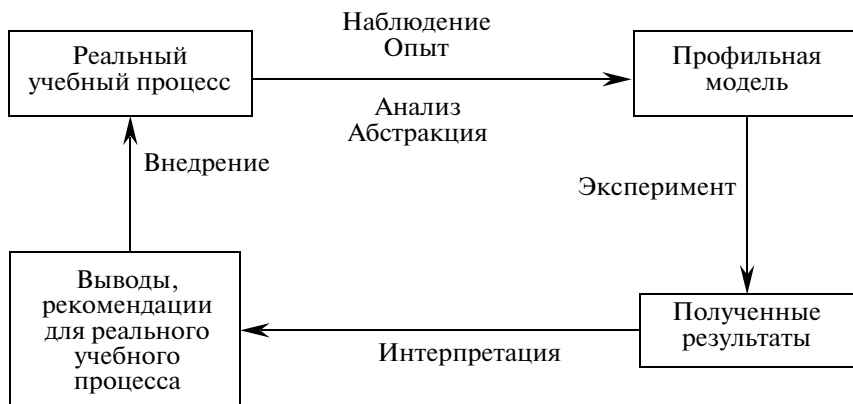 Реальный
учебный процесс
Наблюдение
Опыт
Анализ
Абстракция
Профильная
модель
Внедрение
Эксперимент
Выводы,
рекомендации
для реального
учебного
процесса
Интерпретация
Полученные
результаты